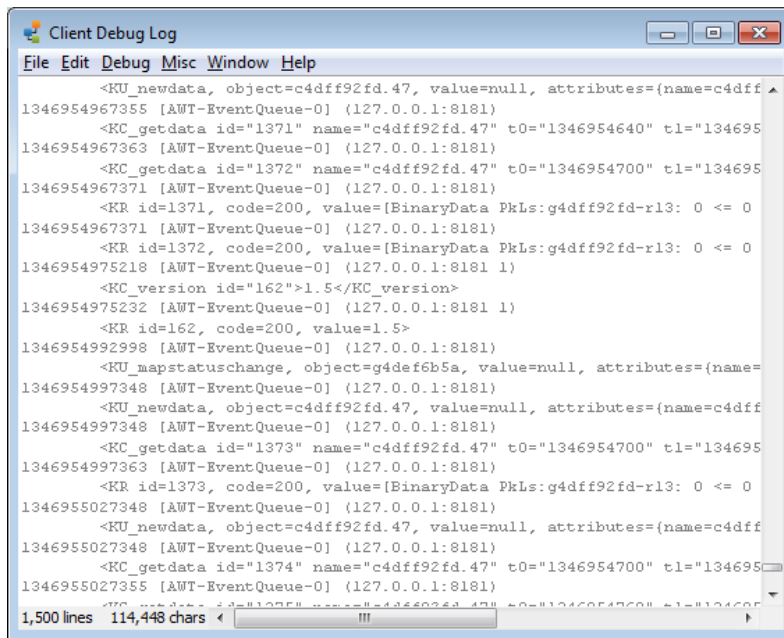 Client Debug Log
File Edit Debug Misc Window Help
<KU_newdata, object=c4dff92fd.47, value=null, attributes={name=c4dff
1346954967355 [AWT-EventQueue-0] (127.0.0.1:8181)
<KC_getdata id="1371" name="c4dff92fd.47" t0="1346954640" t1="134695
1346954967363 [AWT-EventQueue-0] (127.0.0.1:8181)
<KC_getdata id="1372" name="c4dff92fd.47" t0="1346954700" t1="134695
1346954967371 [AWT-EventQueue-0] (127.0.0.1:8181)
<KR id=1371, code=200, value=[BinaryData PkLs:g4dff92fd-r13: 0 <= 0
1346954967371 [AWT-EventQueue-0] (127.0.0.1:8181)
<KR id=1372, code=200, value=[BinaryData PkLs:g4dff92fd-r13: 0 <= 0
1346954975218 [AWT-EventQueue-0] (127.0.0.1:8181 1)
<KC_version id="162">1.5</KC_version>
1346954975232 [AWT-EventQueue-0] (127.0.0.1:8181 1)
<KR id=162, code=200, value=1.5>
1346954992998 [AWT-EventQueue-0] (127.0.0.1:8181)
<KU_mapstatuschange, object=g4def6b5a, value=null, attributes={name=
1346954997348 [AWT-EventQueue-0] (127.0.0.1:8181)
<KU_newdata, object=c4dff92fd.47, value=null, attributes={name=c4dff
1346954997348 [AWT-EventQueue-0] (127.0.0.1:8181)
<KC_getdata id="1373" name="c4dff92fd.47" t0="1346954700" t1="134695
1346954997363 [AWT-EventQueue-0] (127.0.0.1:8181)
<KR id=1373, code=200, value=[BinaryData PkLs:g4dff92fd-r13: 0 <= 0
1346955027348 [AWT-EventQueue-0] (127.0.0.1:8181)
<KU_newdata, object=c4dff92fd.47, value=null, attributes={name=c4dff
1346955027348 [AWT-EventQueue-0] (127.0.0.1:8181)
<KC_getdata id="1374" name="c4dff92fd.47" t0="1346954700" t1="134695
1346955027355 [AWT-EventQueue-0] (127.0.0.1:8181)
1,500 lines 114,448 chars